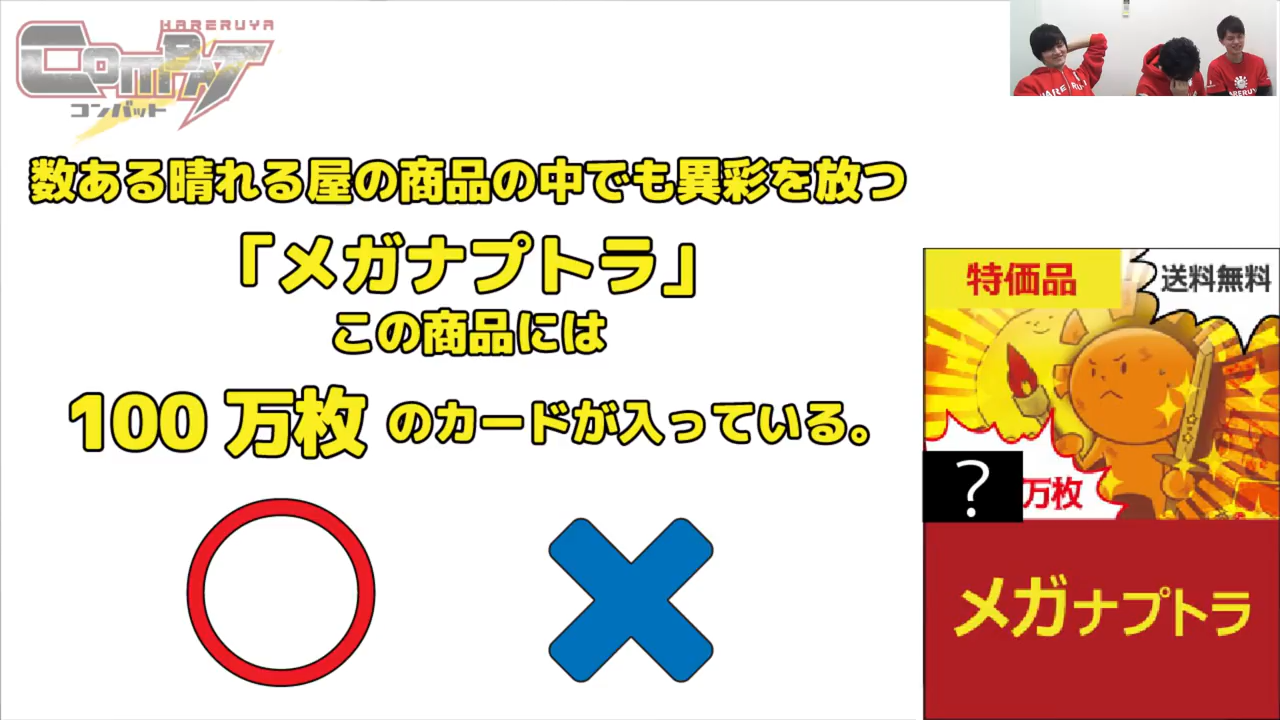 HARERUYA
COMBAT
コンバット
数ある晴れる屋の商品の中でも異彩を放つ
「メガナプトラ」
この商品には
100 万枚 のカードが入っている。
特価品
送料無料
? 万枚
メガナプトラ